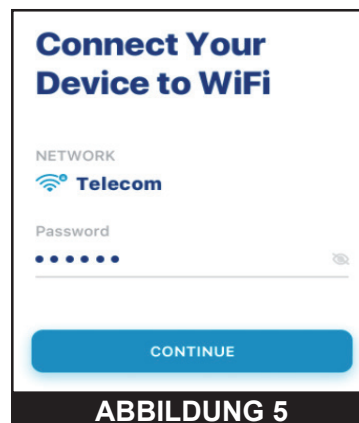 Connect Your
Device to WiFi
NETWORK
Telecom
Password
••••••
CONTINUE
ABBILDUNG 5